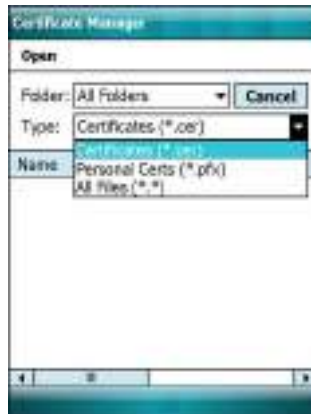 Certificate Manager
Open
Folder: All Folders Cancel
Type: Certificates (*.cer)
Name
Certificates (*.cer)
Personal Certs (*.pfx)
All Files (*.*)